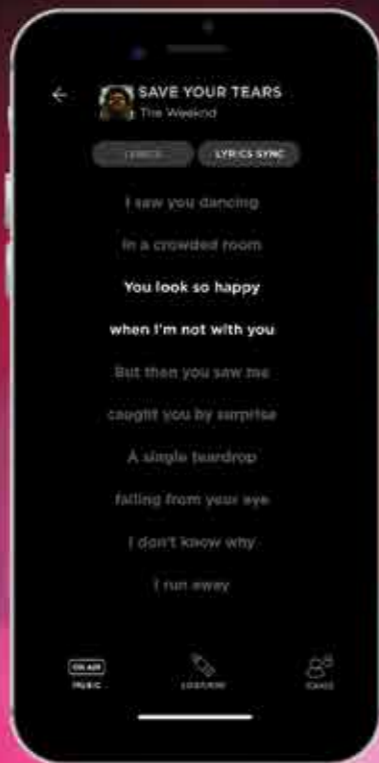 SAVE YOUR TEARS
The Weeknd
LYRICS
LYRICS SYNC
I saw you dancing
In a crowded room
You look so happy
when I'm not with you
But then you saw me
caught you by surprise
A single teardrop
falling from your eye
I don't know why
I run away
ON AIR
MUSIC